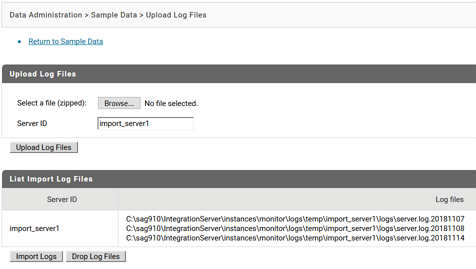 Data Administration > Sample Data > Upload Log Files
Return to Sample Data
Upload Log Files
Select a file (zipped): Browse... No file selected.
Server ID import_server1
Upload Log Files
List Import Log Files
Server ID Log files
C:\sag910\IntegrationServer\instances\monitor\logs\temp\import_server1\logs\server.log.20181107
import_server1 C:\sag910\IntegrationServer\instances\monitor\logs\temp\import_server1\logs\server.log.20181108
C:\sag910\IntegrationServer\instances\monitor\logs\temp\import_server1\logs\server.log.20181114
Import Logs Drop Log Files